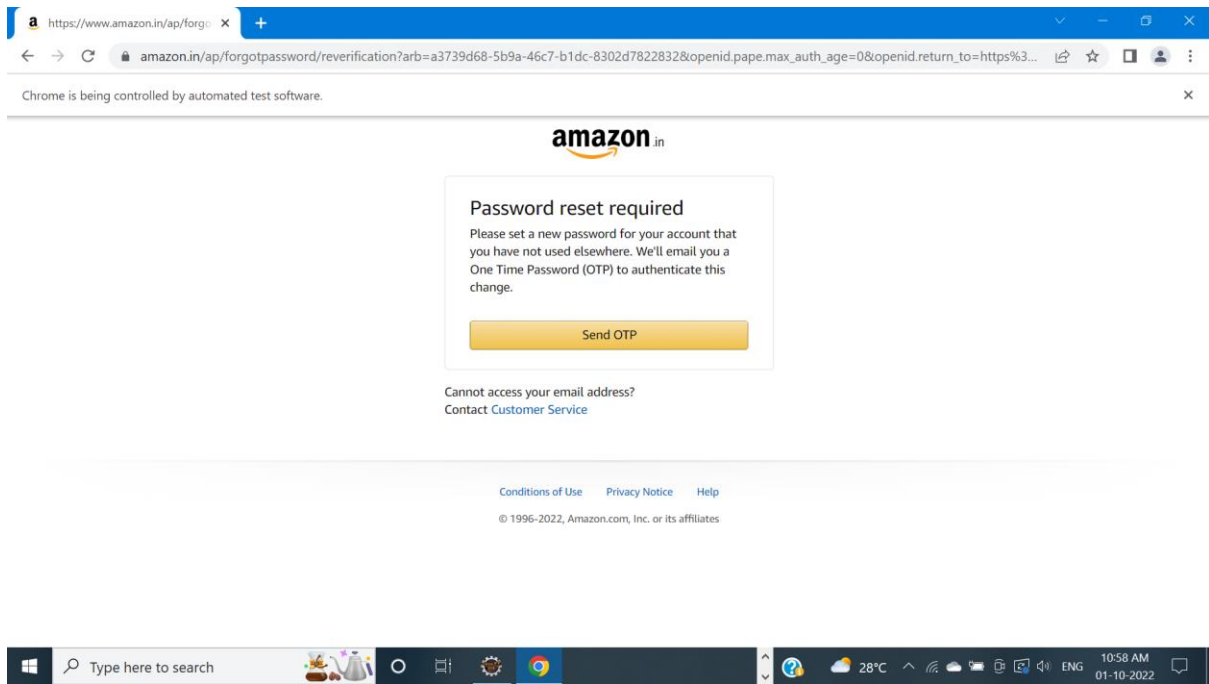 https://www.amazon.in/ap/forgo
amazon.in/ap/forgotpassword/reverification?arb=a3739d68-5b9a-46c7-b1dc-8302d7822832&openid.pape.max_auth_age=0&openid.return_to=https%3...
Chrome is being controlled by automated test software.
amazon.in
Password reset required
Please set a new password for your account that
you have not used elsewhere. We'll email you a
One Time Password (OTP) to authenticate this
change.
Send OTP
Cannot access your email address?
Contact Customer Service
Conditions of Use Privacy Notice Help
© 1996-2022, Amazon.com, Inc. or its affiliates
Type here to search
28°C
ENG
10:58 AM
01-10-2022